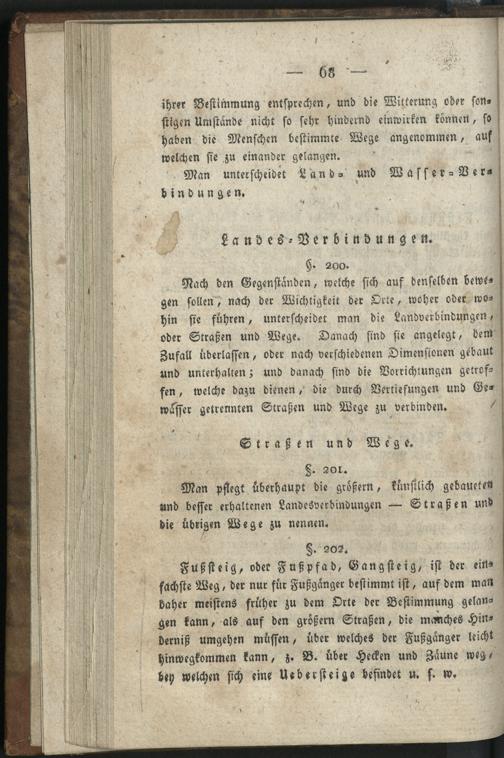 — 68 —
ihrer Bestimmung entsprechen, und die Witterung oder son-
stigen Umstände nicht so sehr hindernd einwirken können, so
haben die Menschen bestimmte Wege angenommen, auf
welchen sie zu einander gelangen.
Man unterscheidet Land- und Wasser-Ver-
bindungen.
Landes-Verbindungen.
§. 200.
Nach den Gegenständen, welche sich auf denselben bewe-
gen sollen, nach der Wichtigkeit der Orte, woher oder wo-
hin sie führen, unterscheidet man die Landverbindungen,
oder Straßen und Wege. Danach sind sie angelegt, dem
Zufall überlassen, oder nach verschiedenen Dimensionen gebaut
und unterhalten; und danach sind die Vorrichtungen getrof-
fen, welche dazu dienen, die durch Vertiefungen und Ge-
wässer getrennten Straßen und Wege zu verbinden.
Straßen und Wege.
§. 201.
Man pflegt überhaupt die größern, künstlich gebaueten
und besser erhaltenen Landesverbindungen — Straßen und
die übrigen Wege zu nennen.
§. 202.
Fußsteig, oder Fußpfad, Gangsteig, ist der ein-
fachste Weg, der nur für Fußgänger bestimmt ist, auf dem man
daher meistens früher zu dem Orte der Bestimmung gelan-
gen kann, als auf den größern Straßen, die manches Hin-
derniß umgehen müssen, über welches der Fußgänger leicht
hinwegkommen kann, z. B. über Hecken und Zäune weg,
bey welchen sich eine Uebersteige befindet u. s. w.